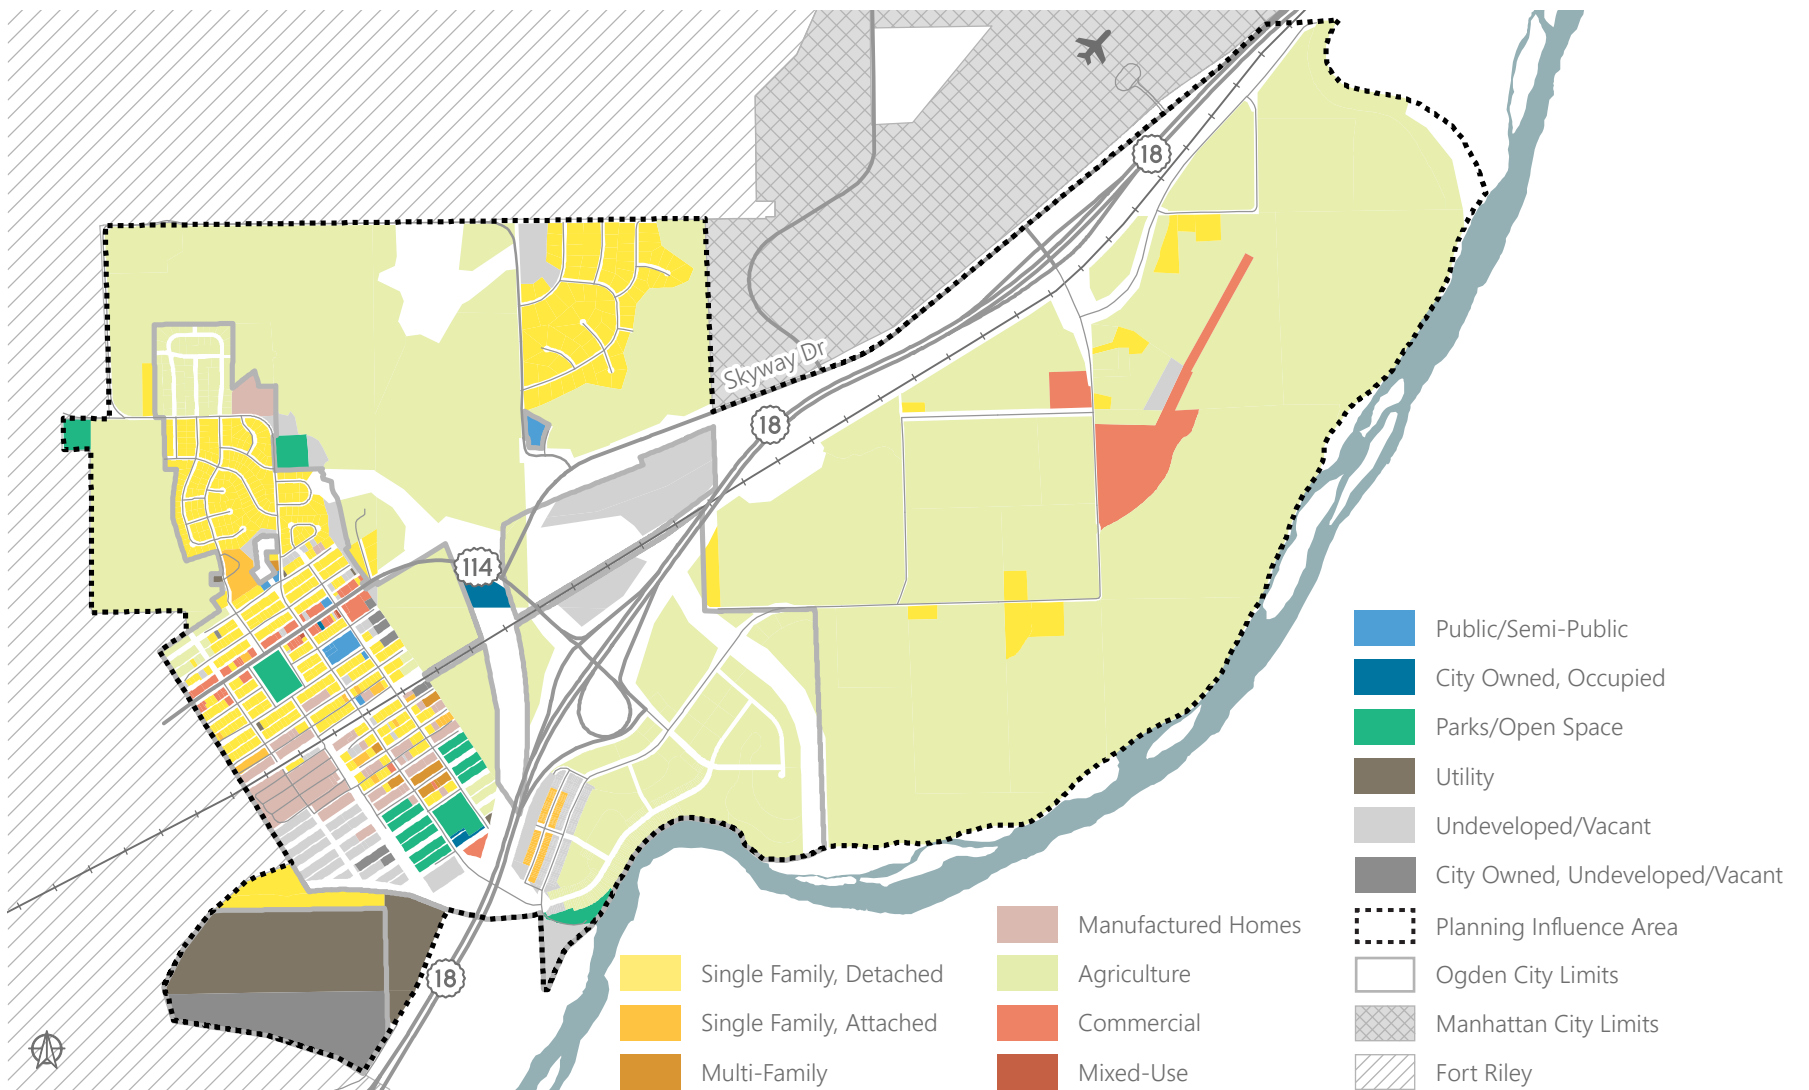 18
Skyway Dr
18
114
18
Public/Semi-Public
City Owned, Occupied
Parks/Open Space
Utility
Undeveloped/Vacant
City Owned, Undeveloped/Vacant
Planning Influence Area
Ogden City Limits
Manhattan City Limits
Fort Riley
Manufactured Homes
Agriculture
Commercial
Mixed-Use
Single Family, Detached
Single Family, Attached
Multi-Family